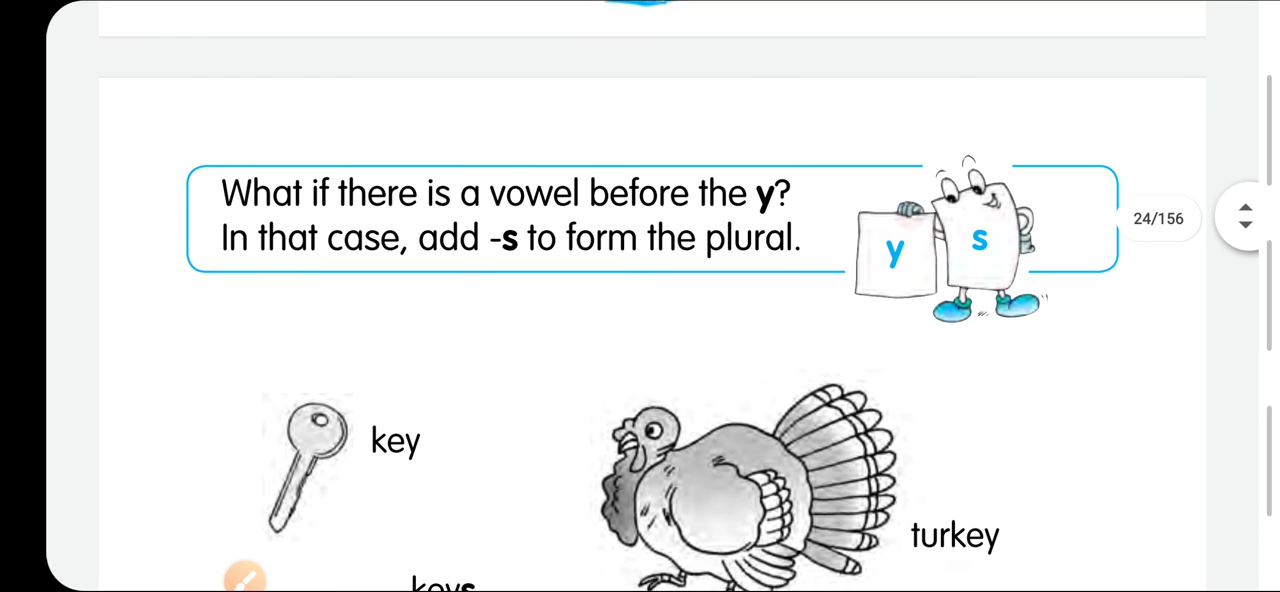 What if there is a vowel before the y?
In that case, add -s to form the plural.
y
s
24/156
key
turkey
keys